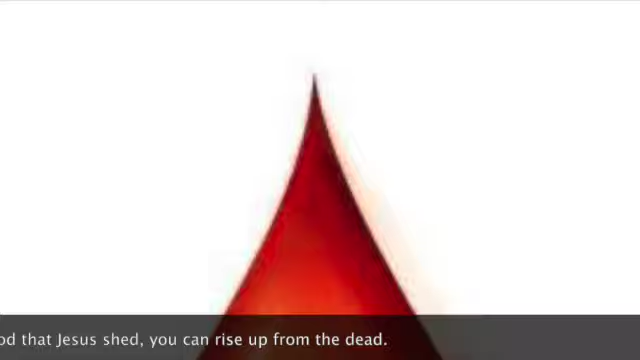 od that Jesus shed, you can rise up from the dead.